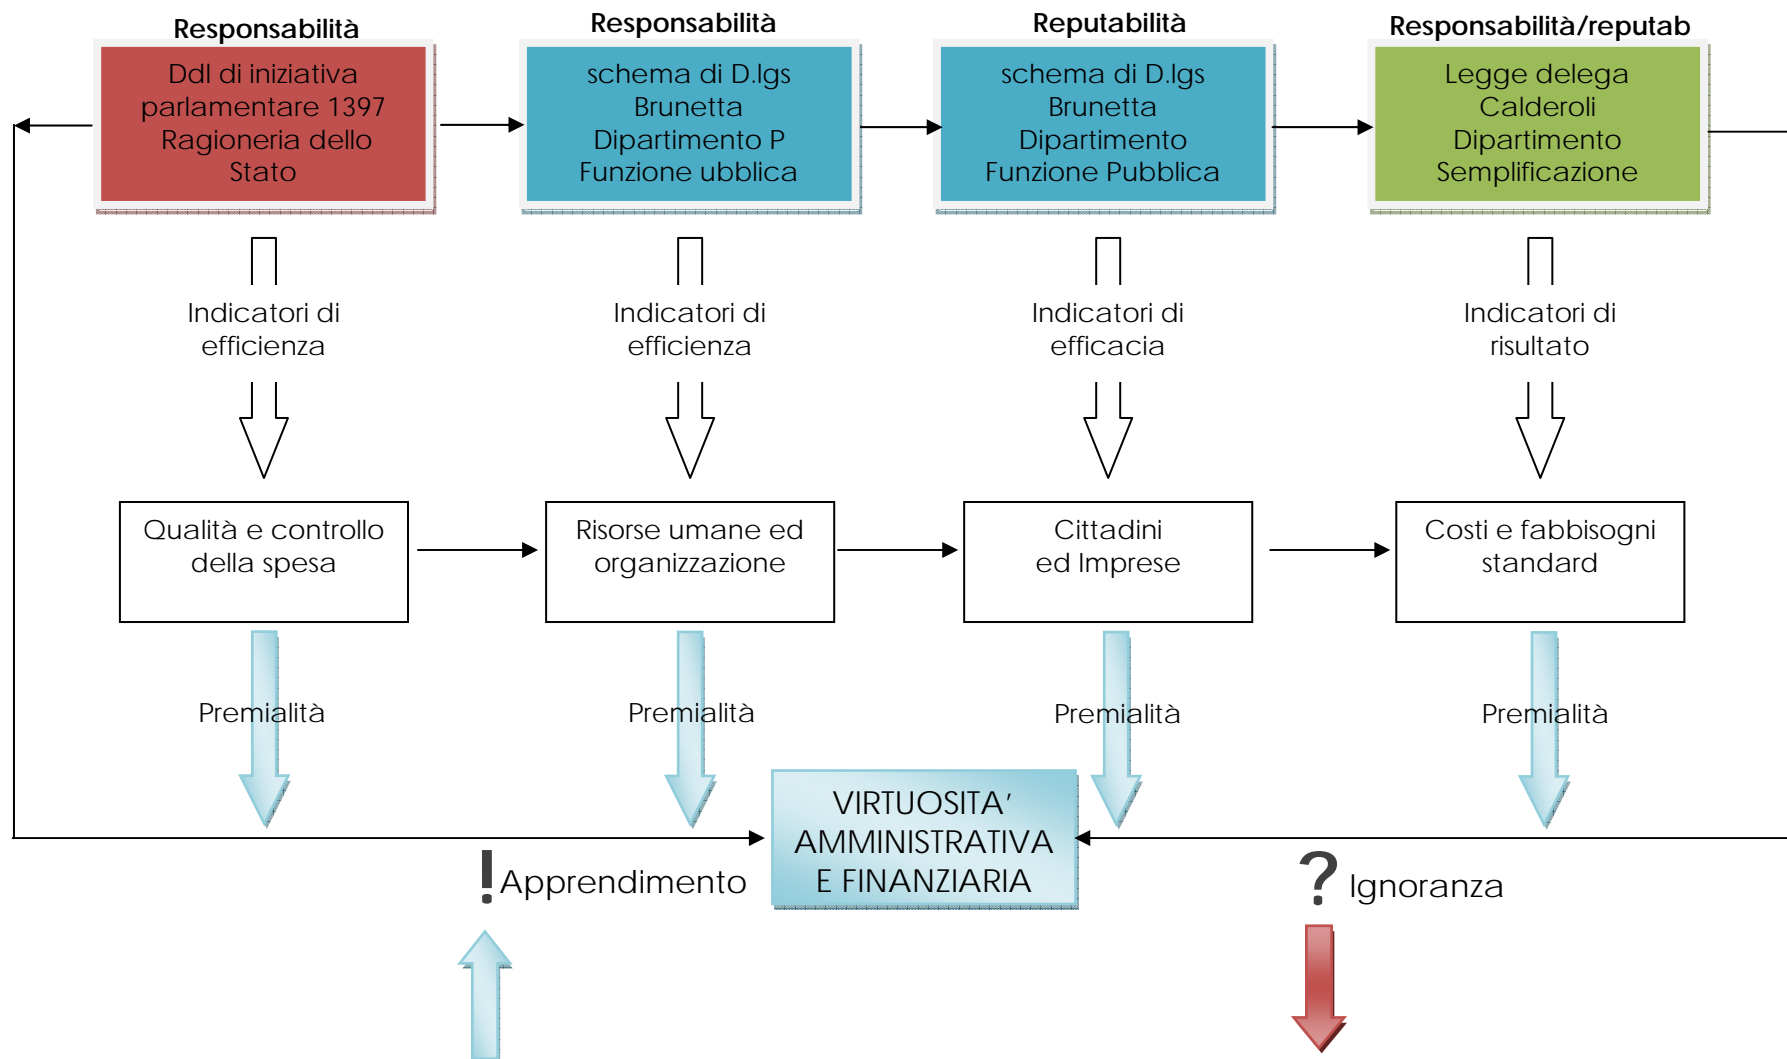 Responsabilità
Ddl di iniziativa
parlamentare 1397
Ragioneria dello
Stato
Responsabilità
schema di D.lgs
Brunetta
Dipartimento P
Funzione ubblica
Reputabilità
schema di D.lgs
Brunetta
Dipartimento
Funzione Pubblica
Responsabilità/reputab
Legge delega
Calderoli
Dipartimento
Semplificazione
Indicatori di
efficienza
Indicatori di
efficienza
Indicatori di
efficacia
Indicatori di
risultato
Qualità e controllo
della spesa
Risorse umane ed
organizzazione
Cittadini
ed Imprese
Costi e fabbisogni
standard
Premialità
Premialità
Premialità
Premialità
VIRTUOSITA'
AMMINISTRATIVA
E FINANZIARIA
! Apprendimento
? Ignoranza